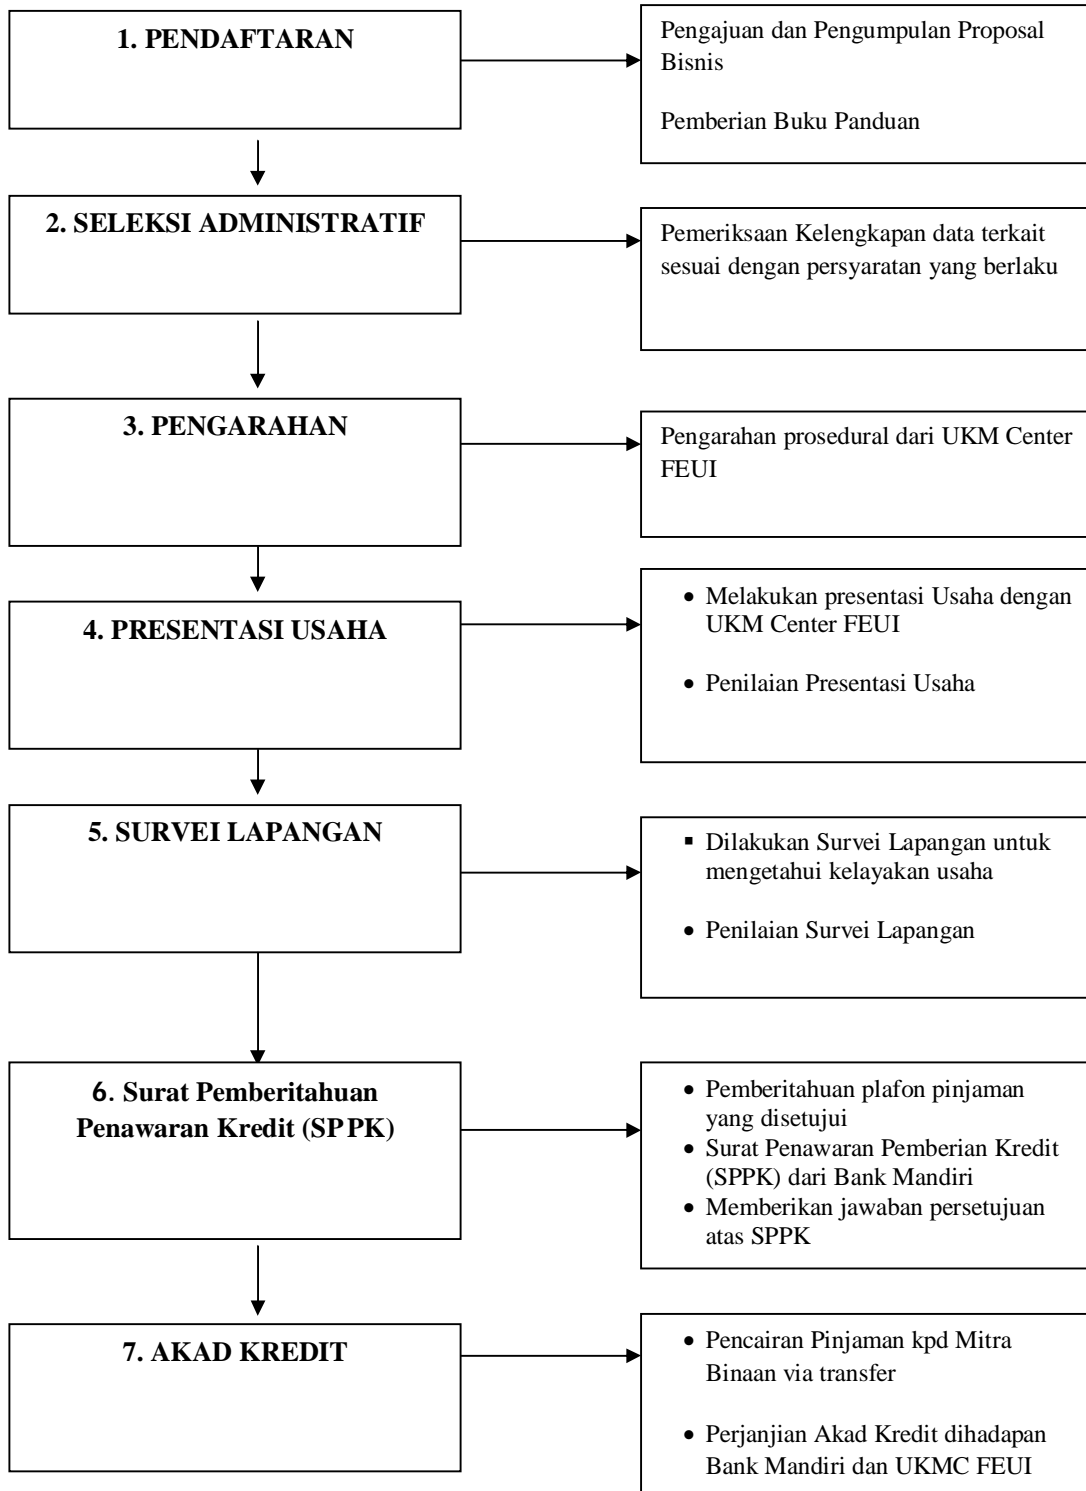 1. PENDAFTARAN
Pengajuan dan Pengumpulan Proposal
Bisnis
Pemberian Buku Panduan
2. SELEKSI ADMINISTRATIF
Pemeriksaan Kelengkapan data terkait
sesuai dengan persyaratan yang berlaku
3. PENGARAHAN
Pengarahan prosedural dari UKM Center
FEUI
4. PRESENTASI USAHA
• Melakukan presentasi Usaha dengan
UKM Center FEUI
• Penilaian Presentasi Usaha
5. SURVEI LAPANGAN
▪ Dilakukan Survei Lapangan untuk
mengetahui kelayakan usaha
• Penilaian Survei Lapangan
6. Surat Pemberitahuan
Penawaran Kredit (SPPK)
• Pemberitahuan plafon pinjaman
yang disetujui
• Surat Penawaran Pemberian Kredit
(SPPK) dari Bank Mandiri
• Memberikan jawaban persetujuan
atas SPPK
7. AKAD KREDIT
• Pencairan Pinjaman kpd Mitra
Binaan via transfer
• Perjanjian Akad Kredit dihadapan
Bank Mandiri dan UKMC FEUI